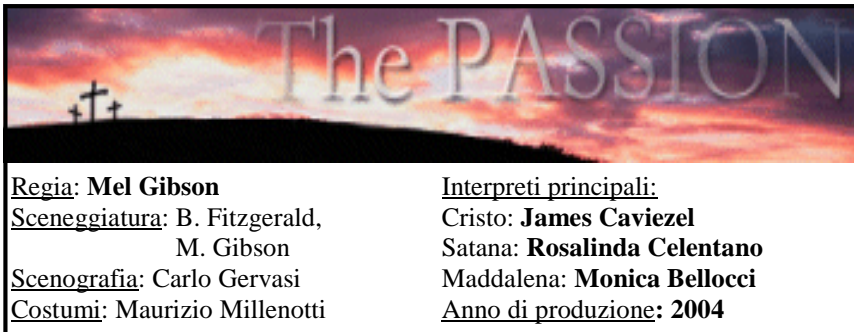 The PASSION
Regia: Mel Gibson
Sceneggiatura: B. Fitzgerald,
M. Gibson
Scenografia: Carlo Gervasi
Costumi: Maurizio Millenotti
Interpreti principali:
Cristo: James Caviezel
Satana: Rosalinda Celentano
Maddalena: Monica Bellocci
Anno di produzione: 2004